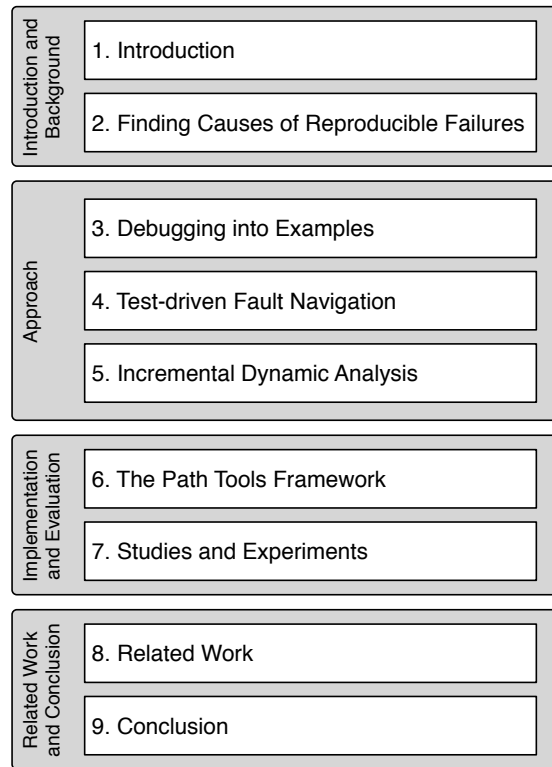 Introduction and
Background
1. Introduction
2. Finding Causes of Reproducible Failures
Approach
3. Debugging into Examples
4. Test-driven Fault Navigation
5. Incremental Dynamic Analysis
Implementation
and Evaluation
6. The Path Tools Framework
7. Studies and Experiments
Related Work
and Conclusion
8. Related Work
9. Conclusion